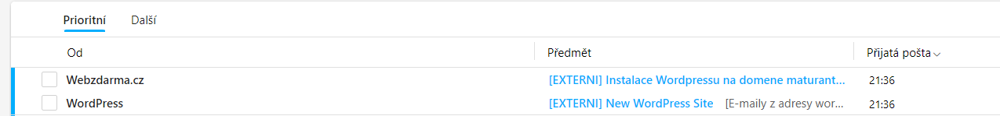 Prioritní Další
Od Předmět Přijatá pošta
Webzdarma.cz [EXTERNI] Instalace Wordpressu na domene maturant... 21:36
WordPress [EXTERNI] New WordPress Site [E-maily z adresy wor... 21:36